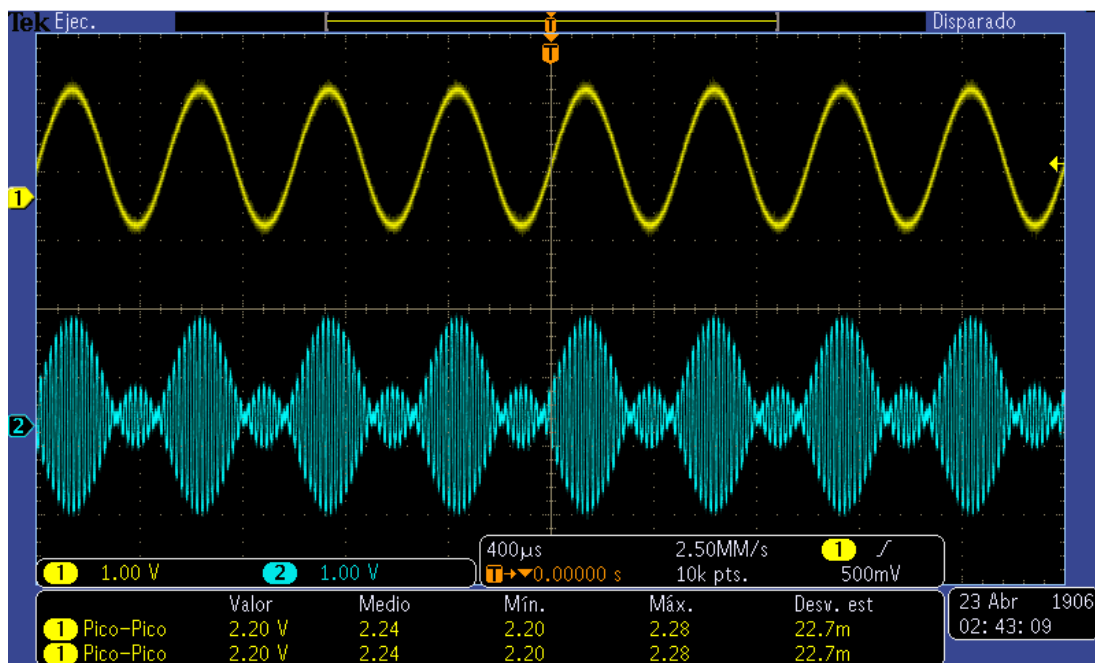 Tek Ejec. T Disparado
T
1
2
400µs 2.50MM/s 1
1 1.00 V 2 1.00 V T→▼0.00000 s 10k pts. 500mV
Valor Medio Mín. Máx. Desv. est
1 Pico-Pico 2.20 V 2.24 2.20 2.28 22.7m
1 Pico-Pico 2.20 V 2.24 2.20 2.28 22.7m
23 Abr 1906
02: 43: 09